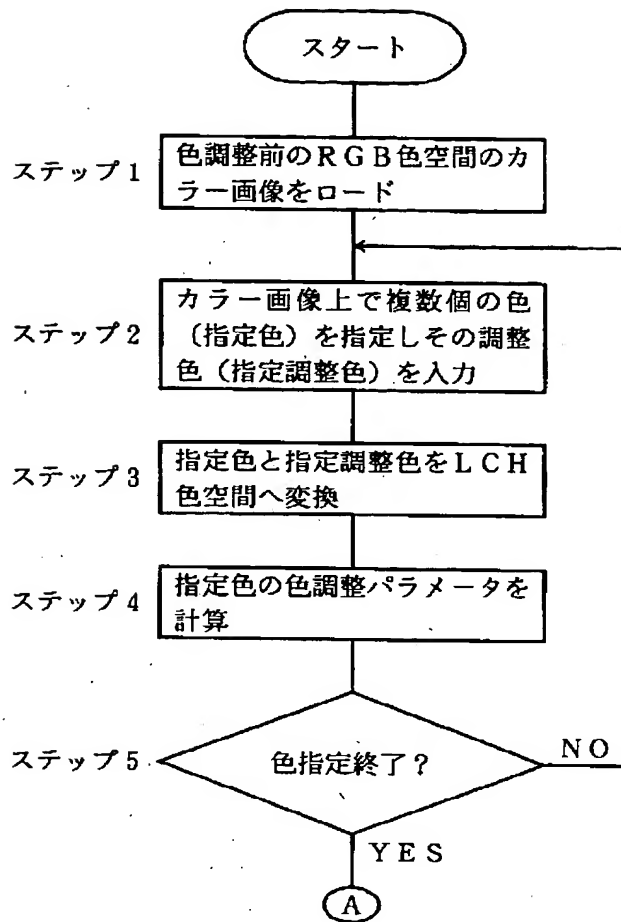 スタート
ステップ1
色調整前のRGB色空間のカ
ラー画像をロード
ステップ2
カラー画像上で複数個の色
（指定色）を指定しその調整
色（指定調整色）を入力
ステップ3
指定色と指定調整色をLCH
色空間へ変換
ステップ4
指定色の色調整パラメータを
計算
ステップ5
色指定終了？
NO
YES
A